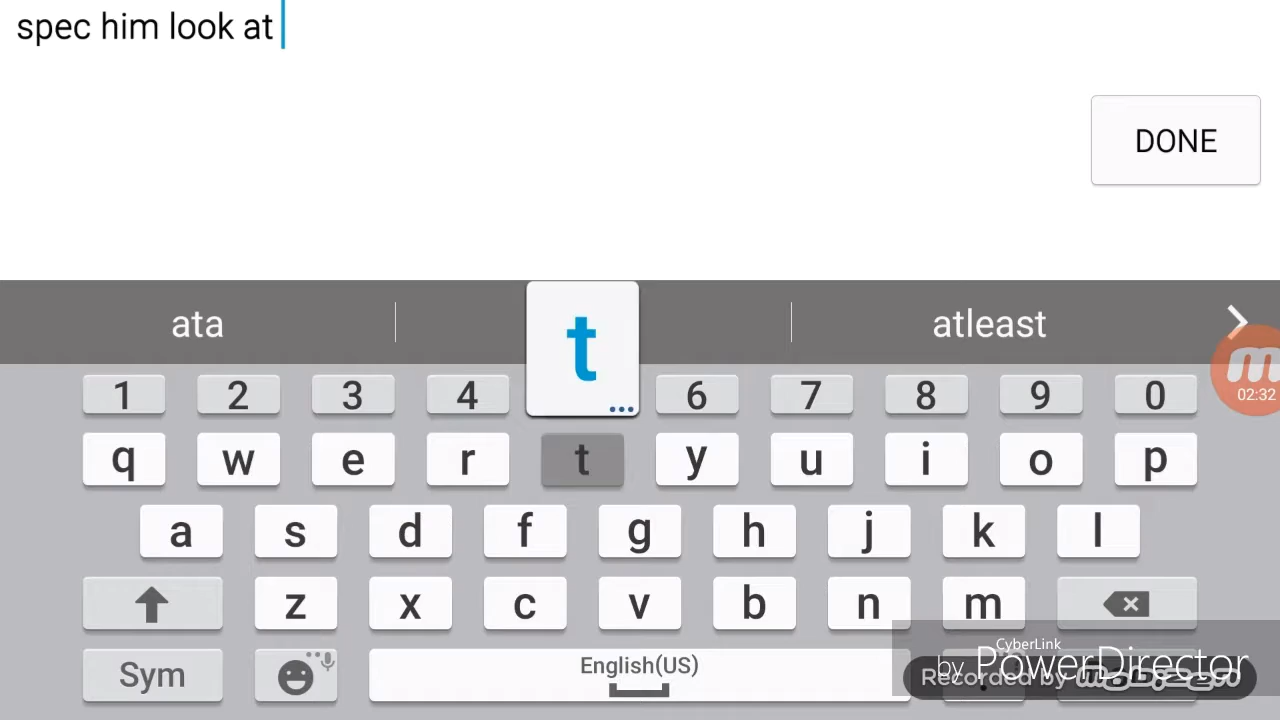 spec him look at
DONE
ata
t
atleast
1 2 3 4 6 7 8 9 0
02:32
q w e r t y u i o p
a s d f g h j k l
z x c v b n m
CyberLink
by PowerDirector
Sym
English(US)
Recorded by